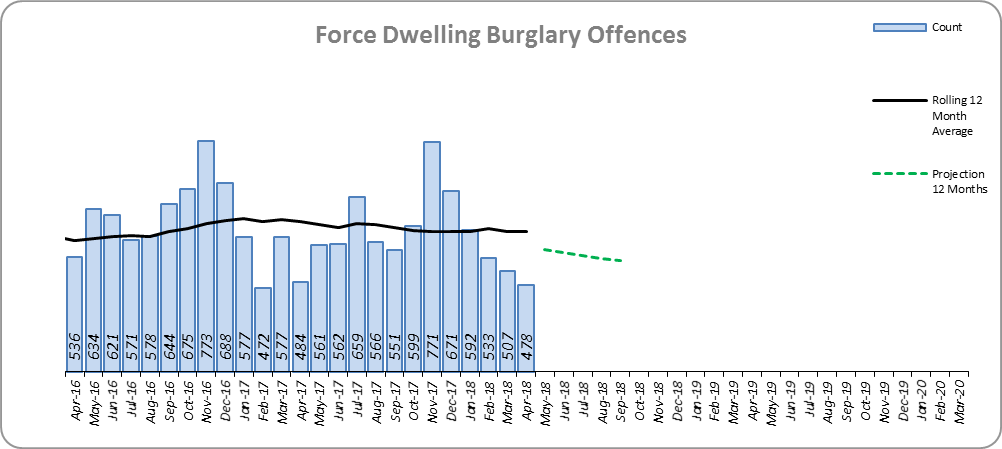 Force Dwelling Burglary Offences
Count
Rolling 12
Month
Average
Projection
12 Months
536
634
621
571
578
644
675
773
688
577
472
577
484
561
562
659
566
551
599
771
671
592
533
507
478
Apr-16
May-16
Jun-16
Jul-16
Aug-16
Sep-16
Oct-16
Nov-16
Dec-16
Jan-17
Feb-17
Mar-17
Apr-17
May-17
Jun-17
Jul-17
Aug-17
Sep-17
Oct-17
Nov-17
Dec-17
Jan-18
Feb-18
Mar-18
Apr-18
May-18
Jun-18
Jul-18
Aug-18
Sep-18
Oct-18
Nov-18
Dec-18
Jan-19
Feb-19
Mar-19
Apr-19
May-19
Jun-19
Jul-19
Aug-19
Sep-19
Oct-19
Nov-19
Dec-19
Jan-20
Feb-20
Mar-20